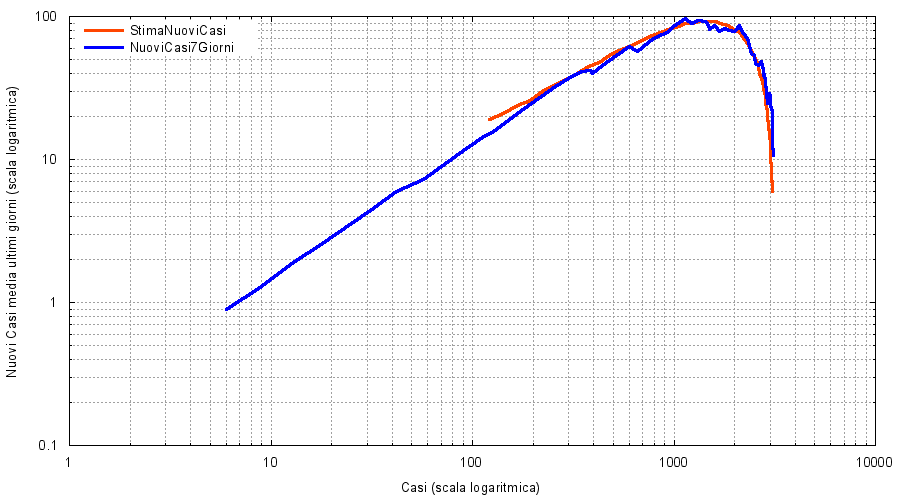 100
10
1
0.1
Nuovi Casi media ultimi giorni (scala logaritmica)
StimaNuoviCasi
NuoviCasi7Giorni
1 10 100 1000 10000
Casi (scala logaritmica)